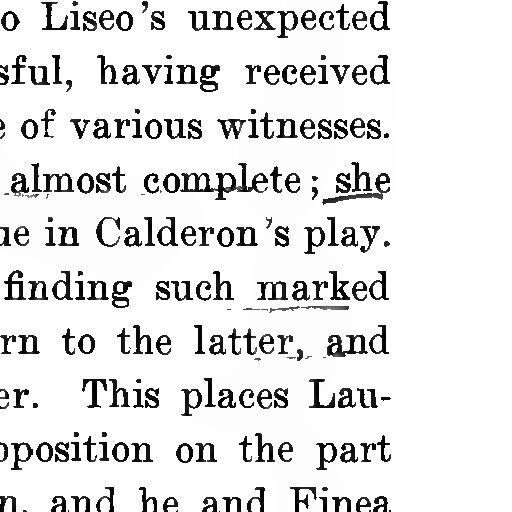 o Liseo's unexpected
sful, having received
e of various witnesses.
almost complete; she
ue in Calderon's play.
finding such marked
rn to the latter, and
er. This places Lau-
pposition on the part
n, and he and Finea